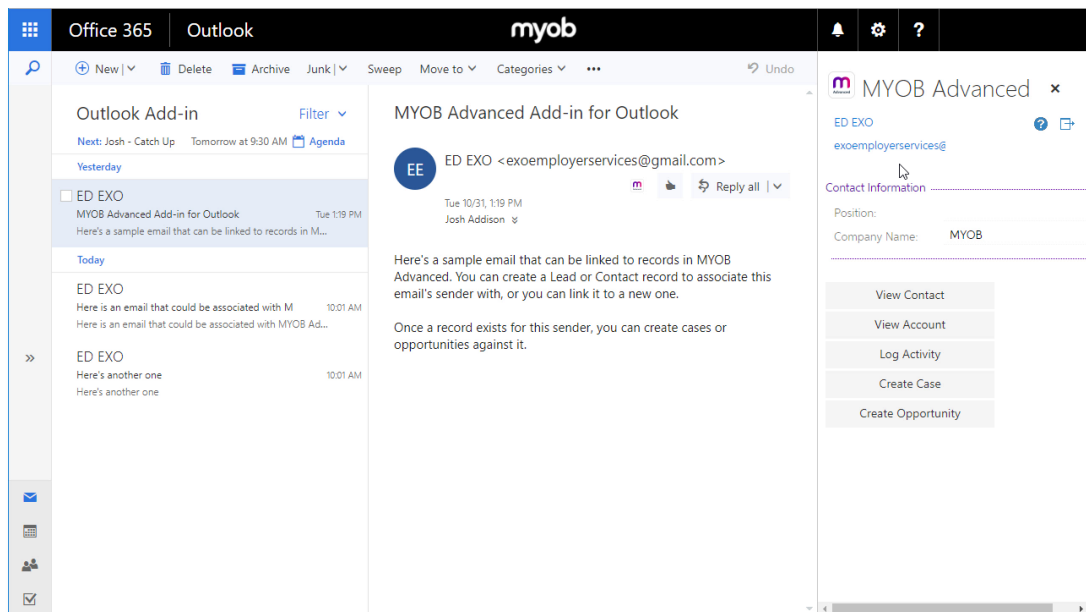 Office 365 Outlook myob ?
New Delete Archive Junk Sweep Move to Categories ••• Undo
Outlook Add-in Filter
Next: Josh - Catch Up Tomorrow at 9:30 AM Agenda
Yesterday
ED EXO
MYOB Advanced Add-in for Outlook Tue 1:19 PM
Here's a sample email that can be linked to records in M...
Today
ED EXO
Here is an email that could be associated with M 10:01 AM
Here is an email that could be associated with MYOB Ad...
ED EXO
Here's another one 10:01 AM
Here's another one
MYOB Advanced Add-in for Outlook
EE
ED EXO <exoemployerservices@gmail.com>
m Reply all
Tue 10/31, 1:19 PM
Josh Addison
Here's a sample email that can be linked to records in MYOB
Advanced. You can create a Lead or Contact record to associate this
email's sender with, or you can link it to a new one.
Once a record exists for this sender, you can create cases or
opportunities against it.
m Advanced MYOB Advanced ×
ED EXO ?
exoemployerservices@
Contact Information
Position:
Company Name: MYOB
View Contact
View Account
Log Activity
Create Case
Create Opportunity